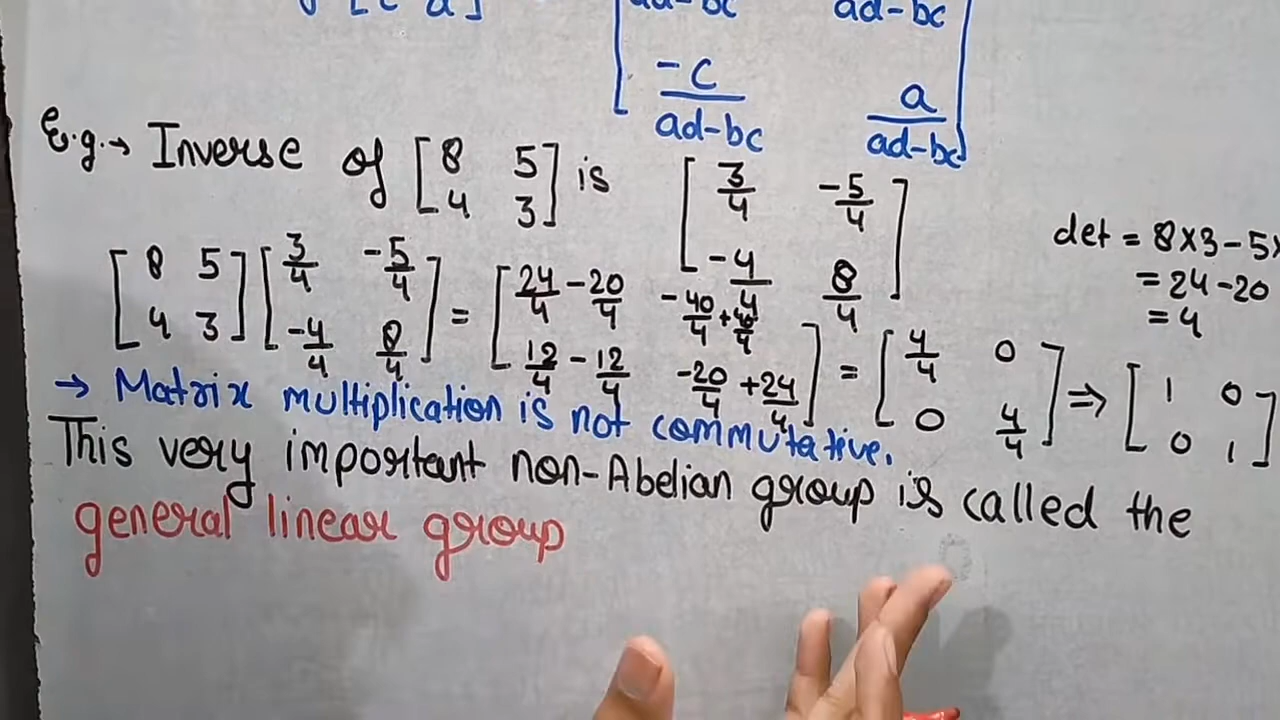 [c d]
ad-bc ad-bc
-c/ad-bc a/ad-bc
E.g.→ Inverse of [8 5; 4 3] is [3/4 -5/4; -4/4 8/4]
det = 8×3-5×
= 24-20
= 4
[8 5; 4 3] [3/4 -5/4; -4/4 8/4] = [24/4 - 20/4 -40/4 + 40/4; 12/4 - 12/4 -20/4 + 24/4] = [4/4 0; 0 4/4] ⇒ [1 0; 0 1]
→ Matrix multiplication is not commutative.
This very important non-Abelian group is called the
general linear group